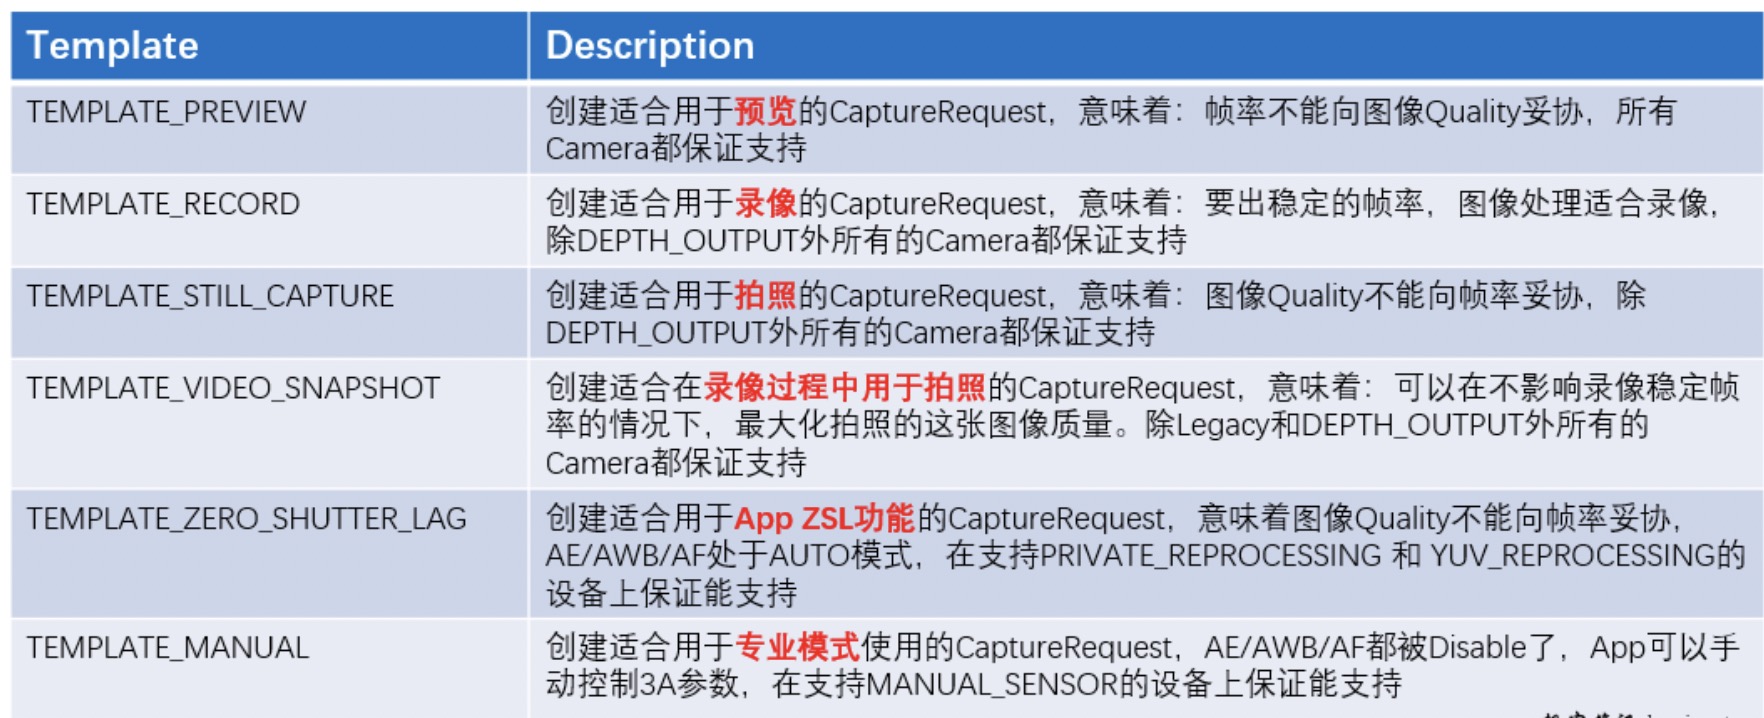 Template
Description
TEMPLATE_PREVIEW
创建适合用于预览的CaptureRequest，意味着：帧率不能向图像Quality妥协，所有
Camera都保证支持
TEMPLATE_RECORD
创建适合用于录像的CaptureRequest，意味着：要出稳定的帧率，图像处理适合录像，
除DEPTH_OUTPUT外所有的Camera都保证支持
TEMPLATE_STILL_CAPTURE
创建适合用于拍照的CaptureRequest，意味着：图像Quality不能向帧率妥协，除
DEPTH_OUTPUT外所有的Camera都保证支持
TEMPLATE_VIDEO_SNAPSHOT
创建适合在录像过程中用于拍照的CaptureRequest，意味着：可以在不影响录像稳定帧
率的情况下，最大化拍照的这张图像质量。除Legacy和DEPTH_OUTPUT外所有的
Camera都保证支持
TEMPLATE_ZERO_SHUTTER_LAG
创建适合用于App ZSL功能的CaptureRequest，意味着图像Quality不能向帧率妥协，
AE/AWB/AF处于AUTO模式，在支持PRIVATE_REPROCESSING 和 YUV_REPROCESSING的
设备上保证能支持
TEMPLATE_MANUAL
创建适合用于专业模式使用的CaptureRequest，AE/AWB/AF都被Disable了，App可以手
动控制3A参数，在支持MANUAL_SENSOR的设备上保证能支持